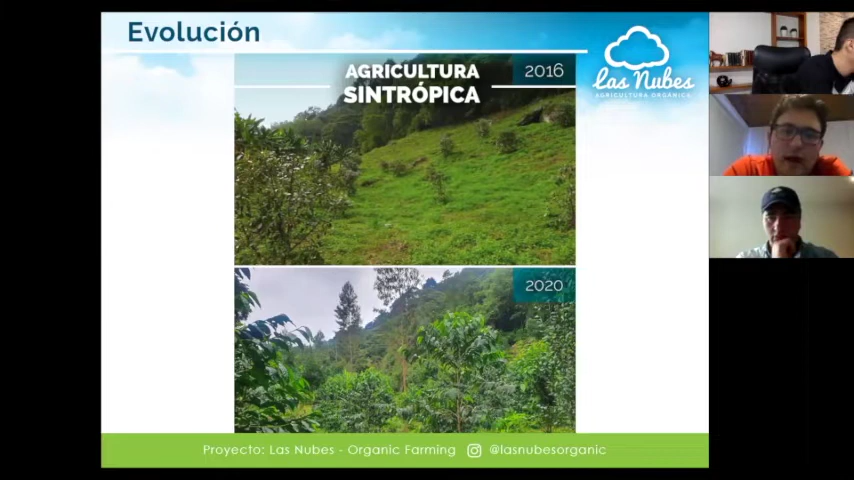 Evolución
AGRICULTURA
SINTRÓPICA
2016
Las Nubes
AGRICULTURA ORGÁNICA
2020
Proyecto: Las Nubes - Organic Farming @lasnubesorganic